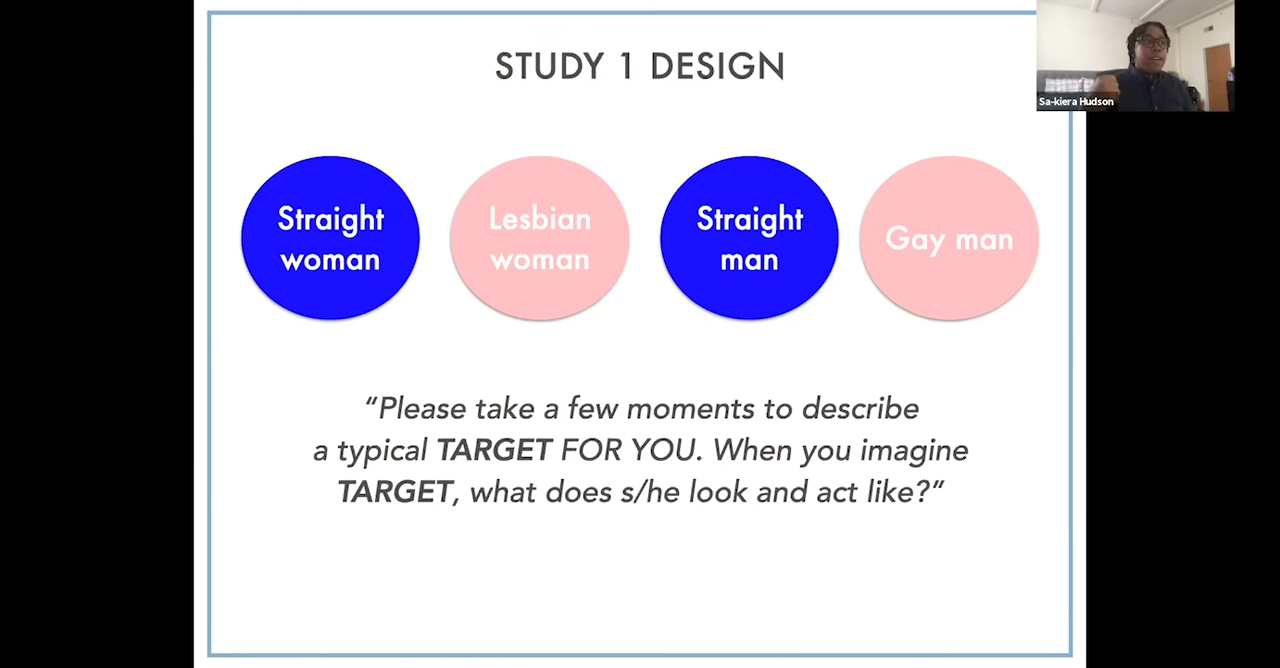 STUDY 1 DESIGN
Sa-kiera Hudson
Straight
woman
Lesbian
woman
Straight
man
Gay man
“Please take a few moments to describe
a typical TARGET FOR YOU. When you imagine
TARGET, what does s/he look and act like?”